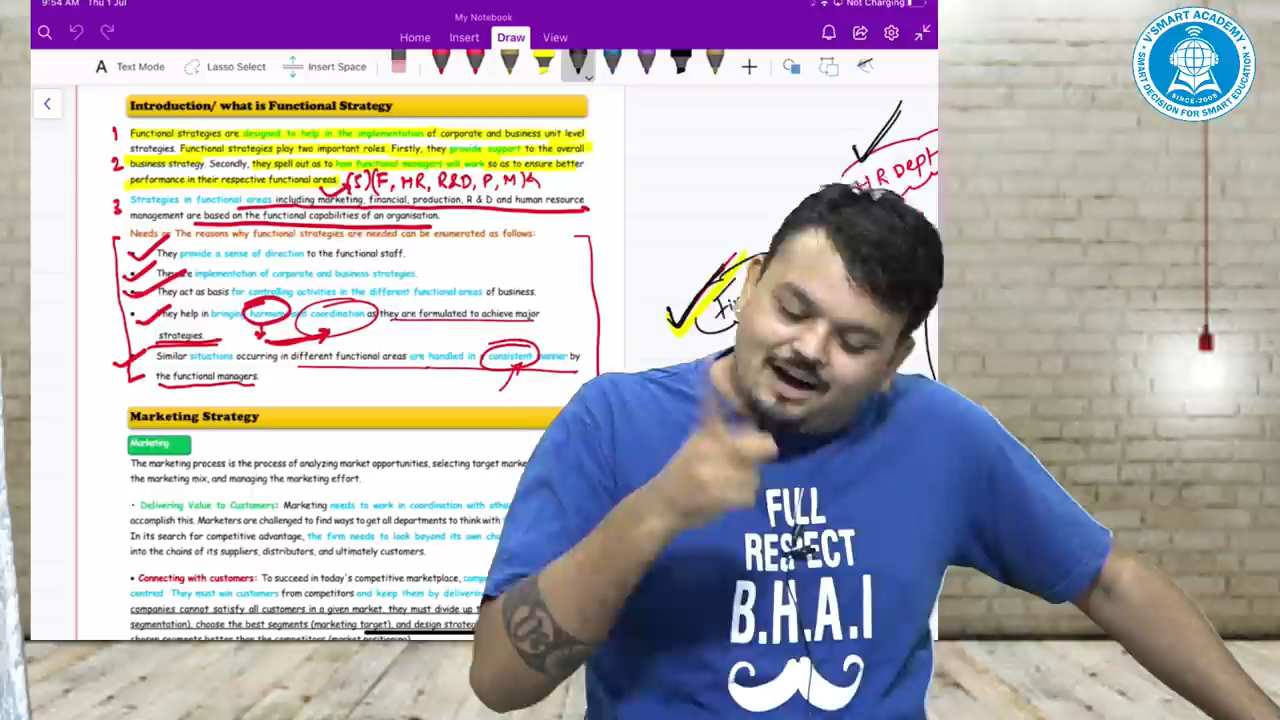 9:54 AM Thu 1 Jul
Not Charging
My Notebook
Home Insert Draw View
Text Mode Lasso Select Insert Space
Introduction/ what is Functional Strategy
1 Functional strategies are designed to help in the implementation of corporate and business unit level
strategies. Functional strategies play two important roles. Firstly, they provide support to the overall
2 business strategy. Secondly, they spell out as to how functional managers will work so as to ensure better
performance in their respective functional areas. (S)(F, HR, R&D, P, M)
3 Strategies in functional areas including marketing, financial, production, R & D and human resource
management are based on the functional capabilities of an organisation.
The reasons why functional strategies are needed can be enumerated as follows:
They provide a sense of direction to the functional staff.
implementation of corporate and business strategies.
They act as basis for controlling activities in the different functional areas of business.
They help in bringing harmony and coordination as they are formulated to achieve major
strategies.
Similar situations occurring in different functional areas are handled in consistent manner by
the functional managers.
Marketing Strategy
Marketing
The marketing process is the process of analyzing market opportunities, selecting target
the marketing mix, and managing the marketing effort.
• Delivering Value to Customers: Marketing needs to work in coordination with
accomplish this. Marketers are challenged to find ways to get all departments to think with
In its search for competitive advantage, the firm needs to look beyond its own
into the chains of its suppliers, distributors, and ultimately customers.
• Connecting with customers: To succeed in today's competitive marketplace,
centred. They must win customers from competitors and keep them by
companies cannot satisfy all customers in a given market, they must divide up
segmentation), choose the best segments (marketing target), and design
chosen segments better than the competitors (market positioning).
HR Dept
V'SMART ACADEMY
SMART DECISION FOR SMART EDUCATION
SINCE-2005
FULL
RESPECT
B.H.A.I